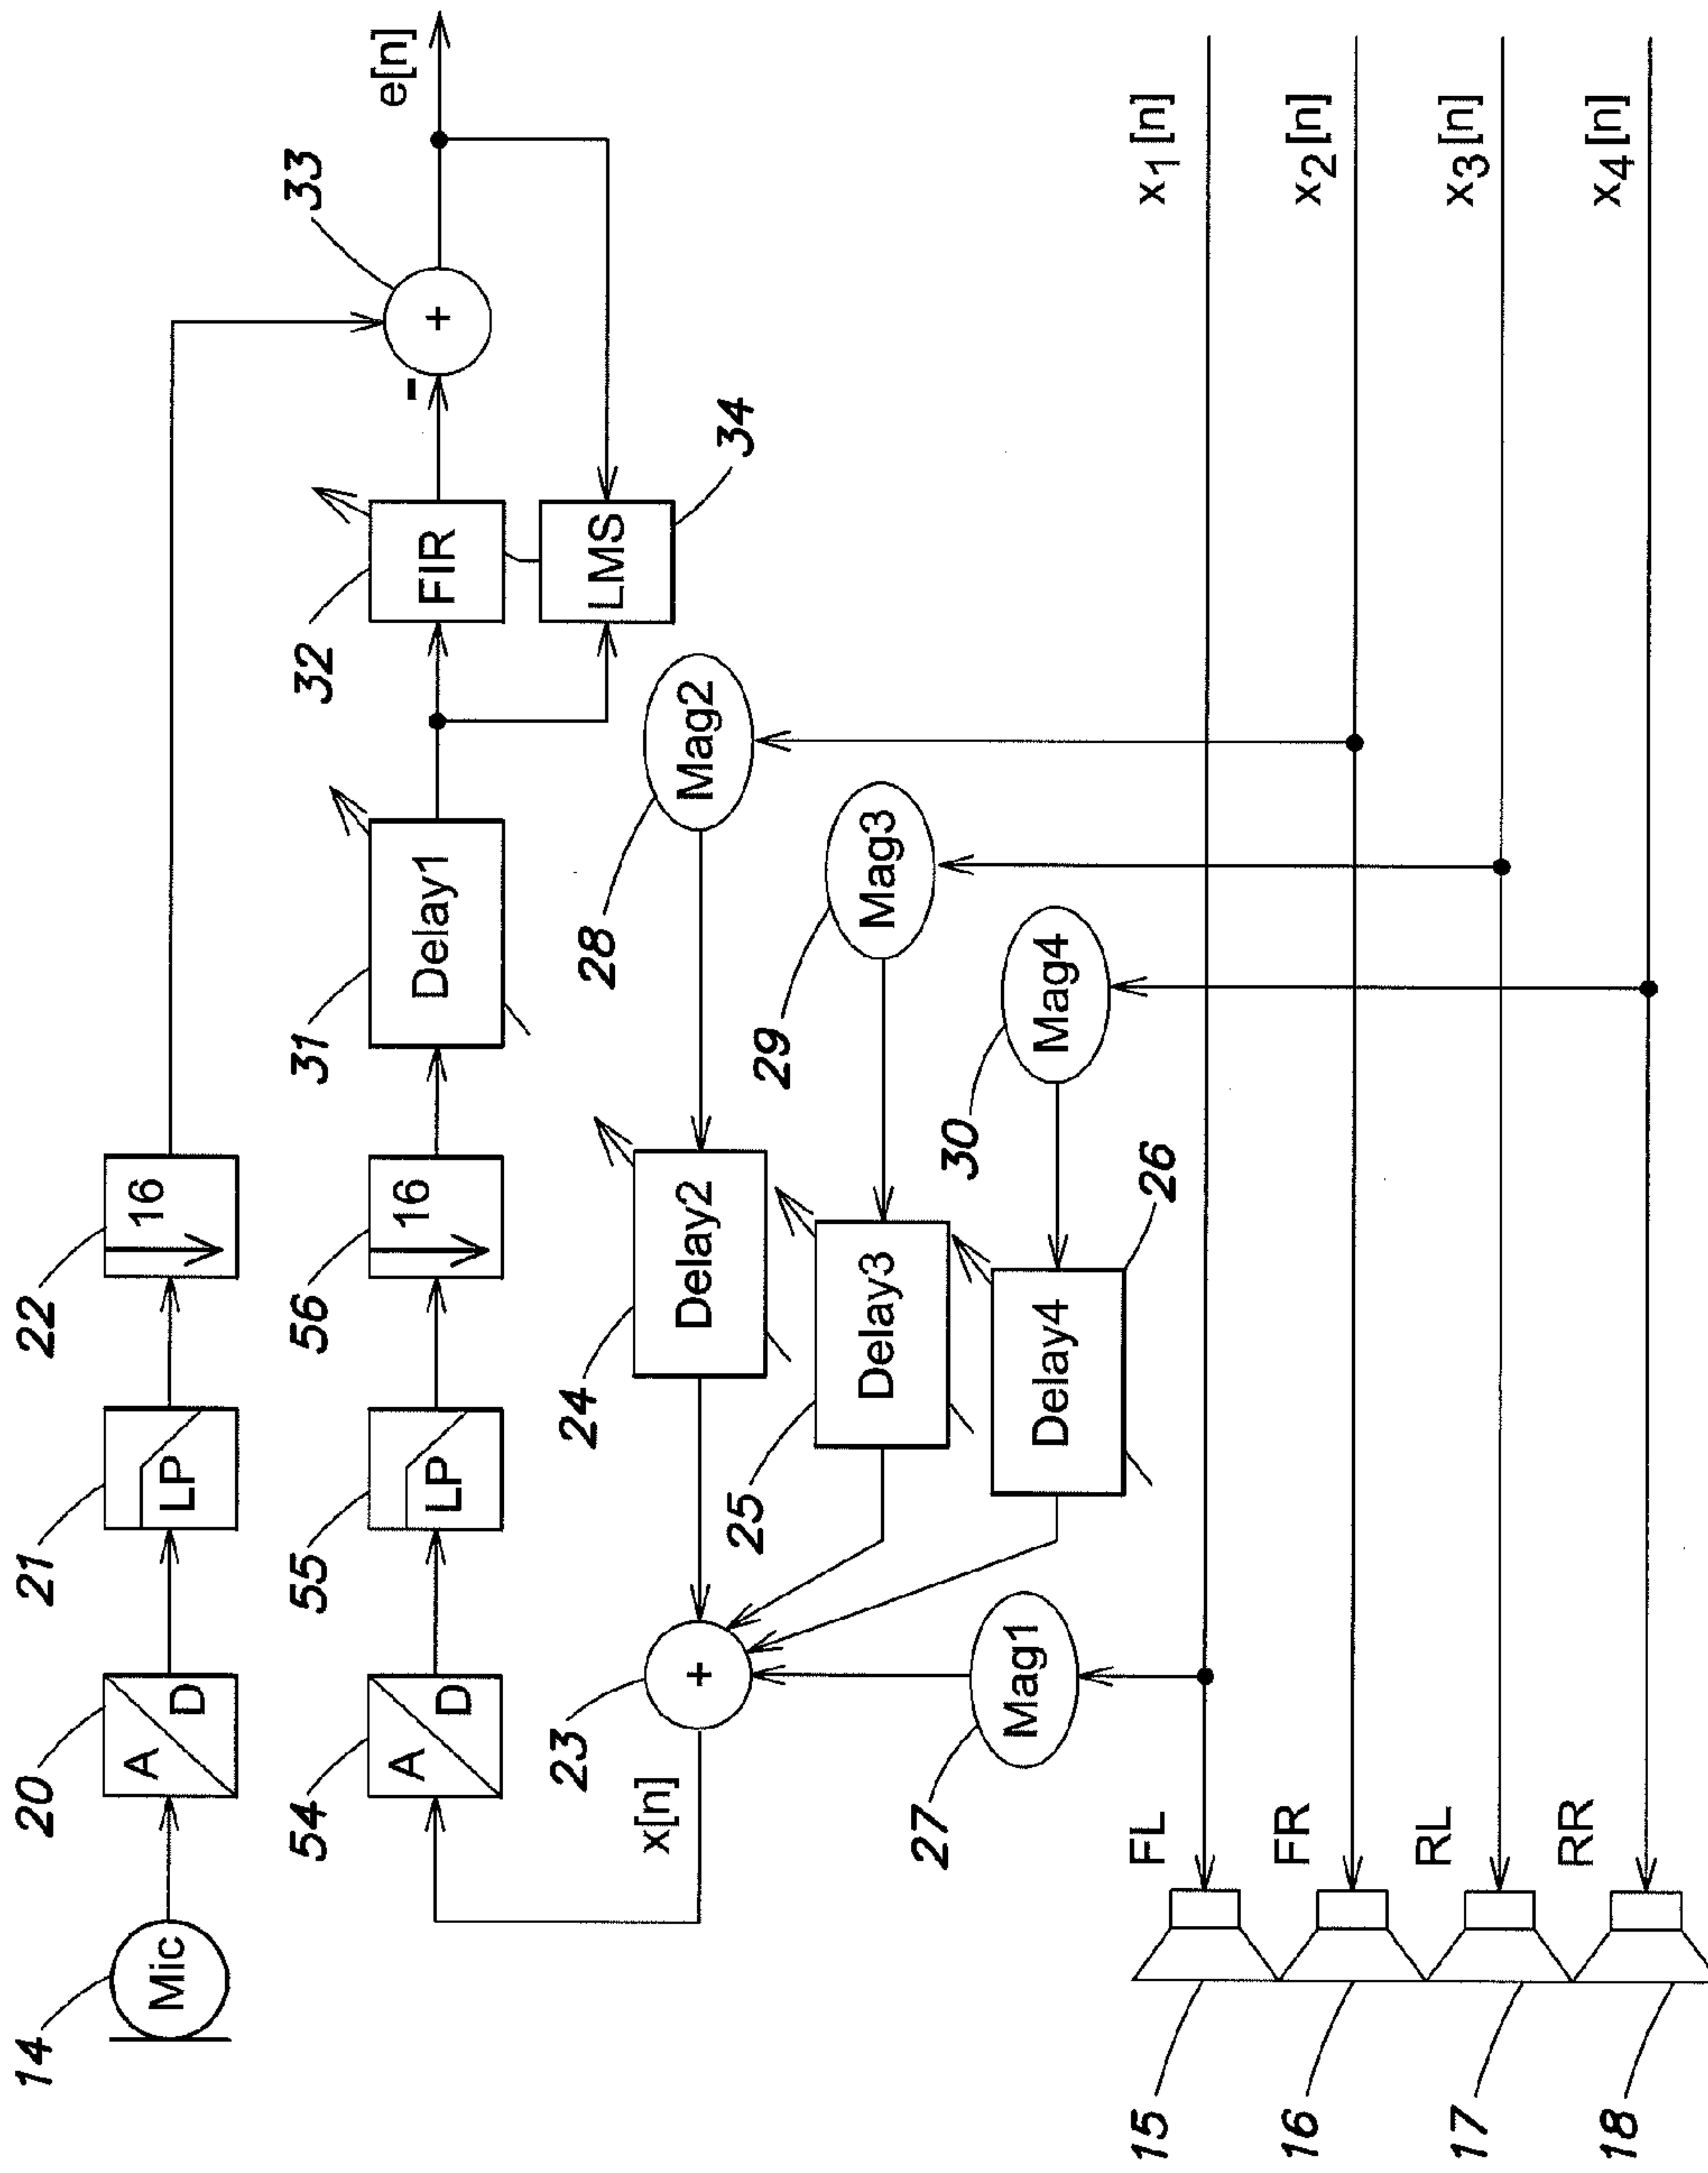 14
Mic
20
A
D
21
LP
22
16
54
A
D
55
LP
56
16
31
Delay1
32
FIR
-
33
+
e[n]
LMS
34
x[n]
23
+
24
Delay2
28
Mag2
25
Delay3
29
Mag3
Delay4
26
30
Mag4
27
Mag1
15
FL
x1[n]
16
FR
x2[n]
17
RL
x3[n]
18
RR
x4[n]